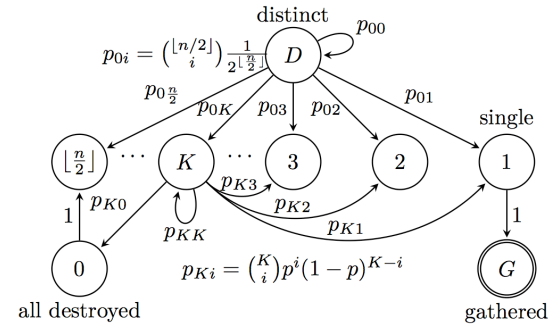 distinct
p_{00}
p_{0i} = \binom{\lfloor n/2 \rfloor}{i} \frac{1}{2^{\lfloor \frac{n}{2} \rfloor}}
D
p_{0\frac{n}{2}}
p_{0K}
p_{03}
p_{02}
p_{01}
single
⌊n/2⌋
···
K
···
3
2
1
p_{K3}
1
p_{K0}
p_{K2}
1
p_{KK}
p_{K1}
0
p_{Ki} = \binom{K}{i} p^i (1 − p)^{K−i}
G
all destroyed
gathered